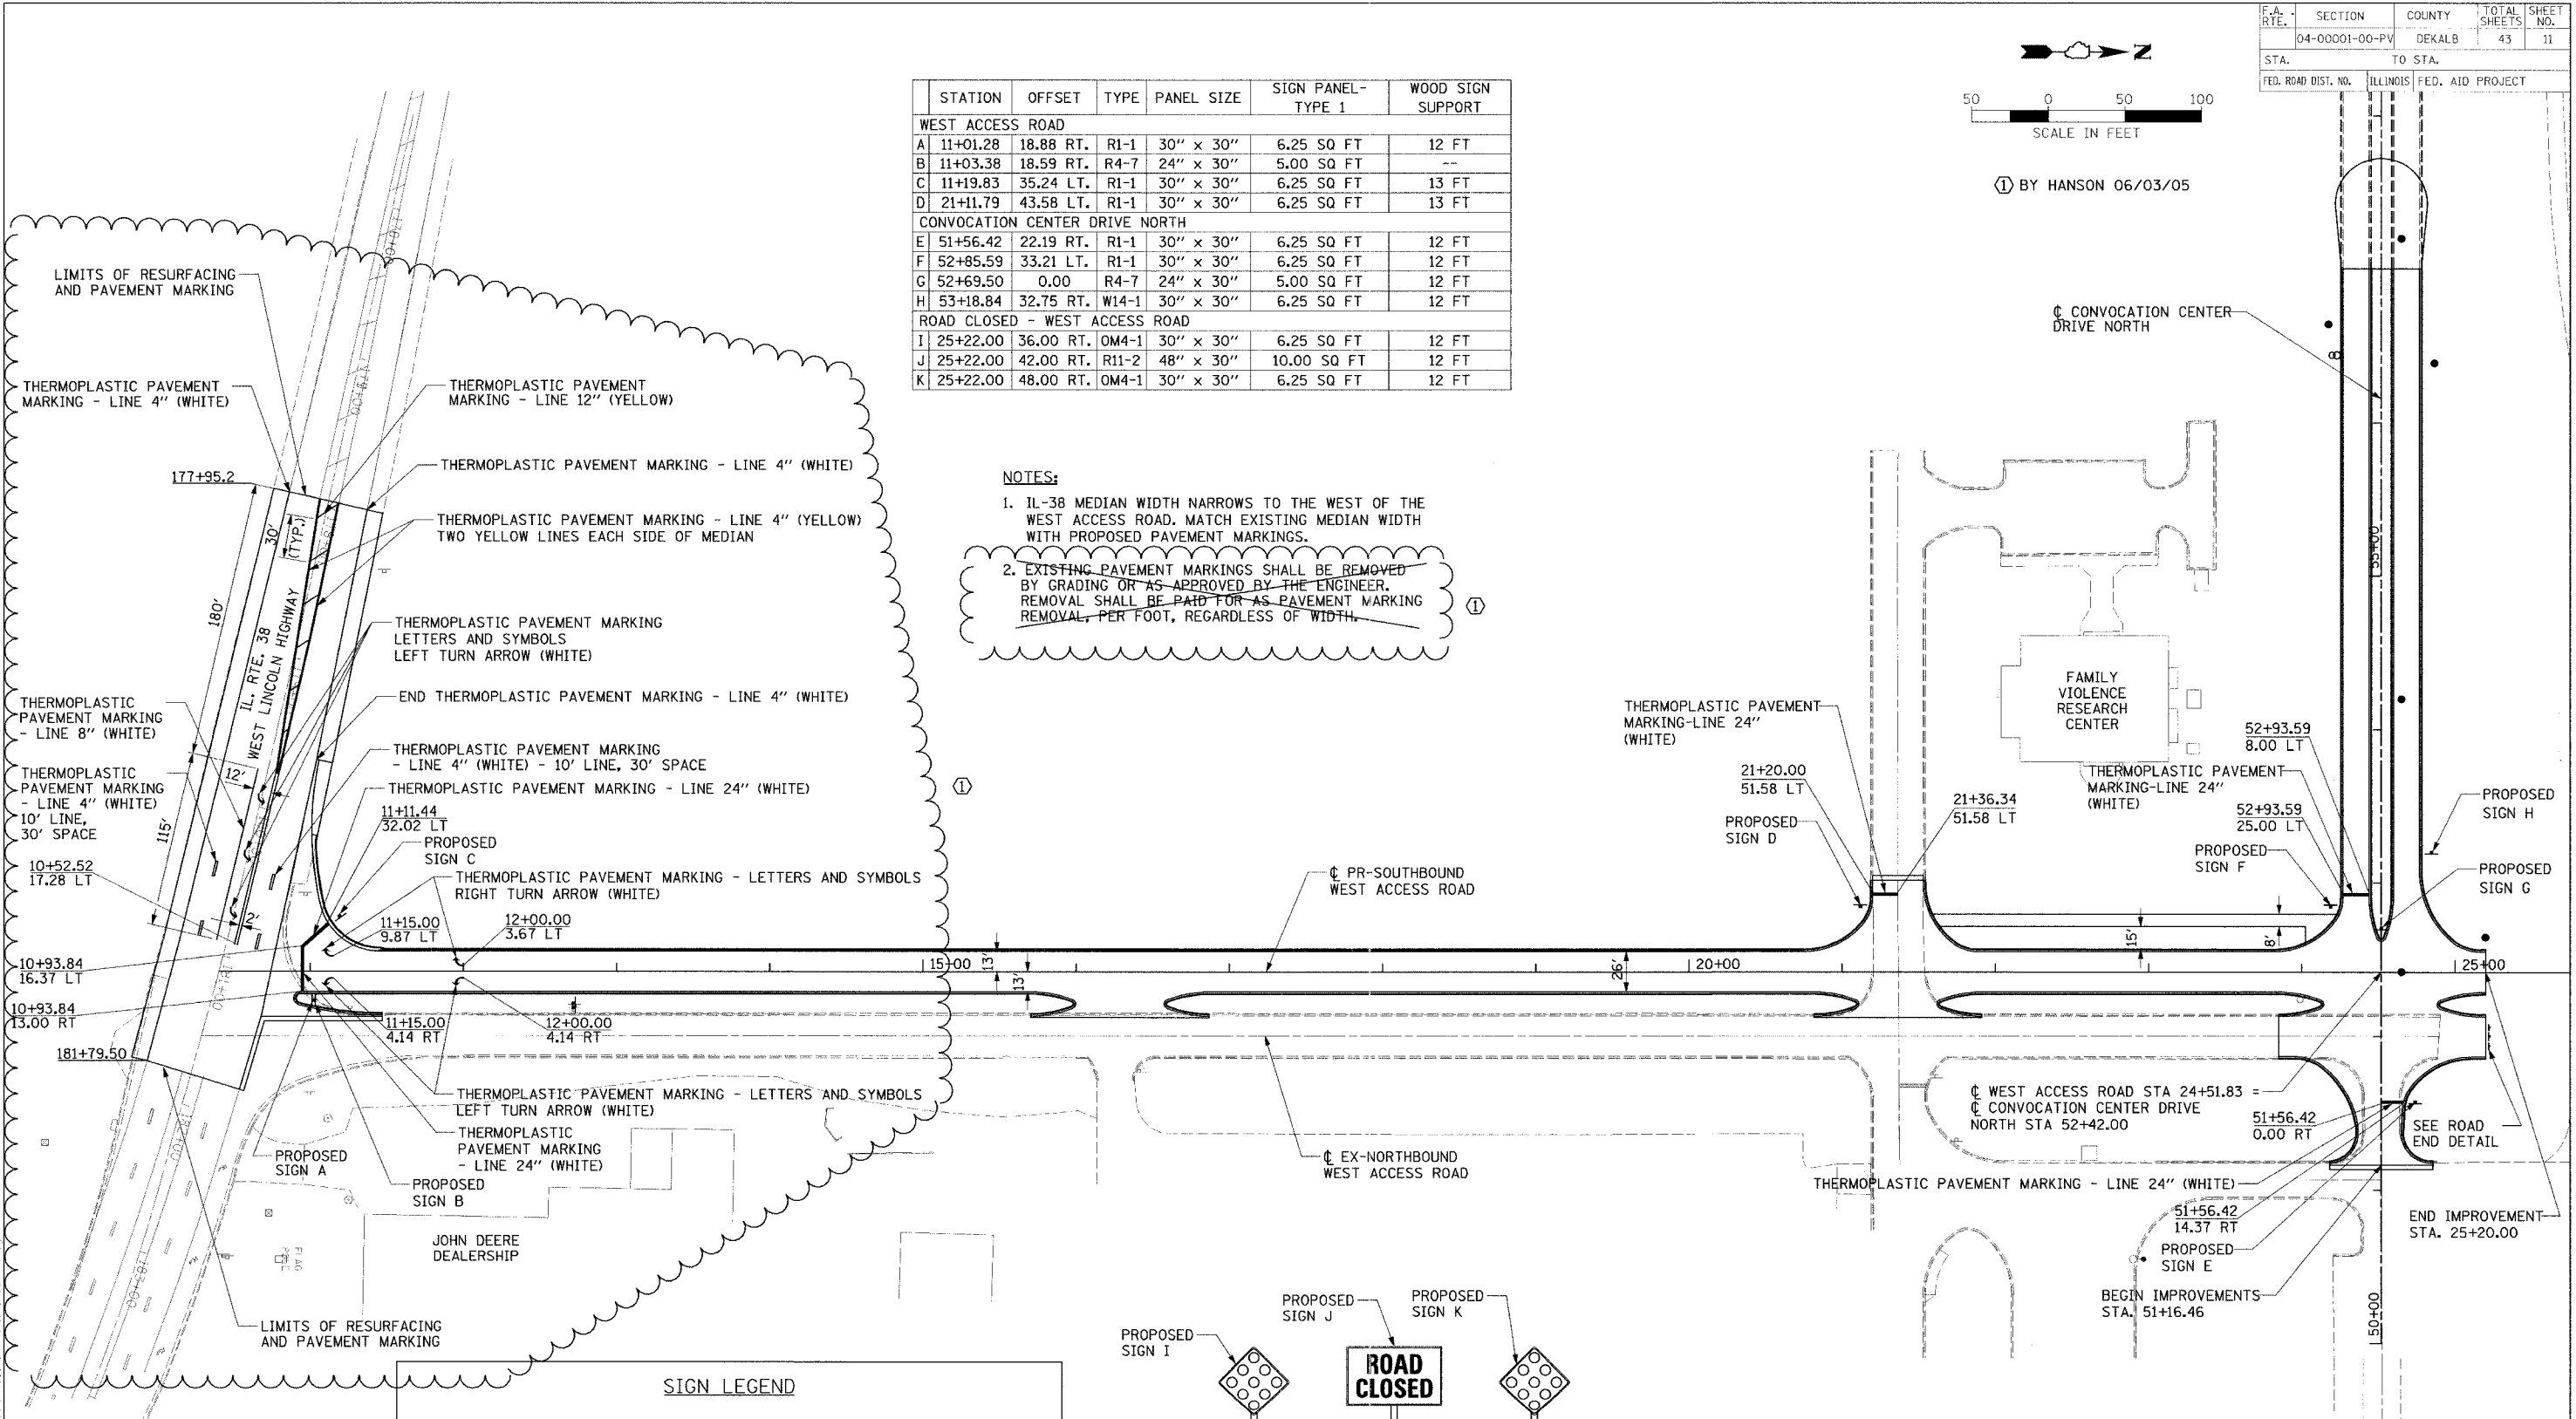 F.A. RTE. SECTION COUNTY TOTAL SHEETS SHEET NO.
04-00001-00-PV DEKALB 43 11
STA. TO STA.
FED. ROAD DIST. NO. ILLINOIS FED. AID PROJECT
N
50 0 50 100
SCALE IN FEET
1 BY HANSON 06/03/05
STATION OFFSET TYPE PANEL SIZE SIGN PANEL- TYPE 1 WOOD SIGN SUPPORT
WEST ACCESS ROAD
A 11+01.28 18.88 RT. R1-1 30" x 30" 6.25 SQ FT 12 FT
B 11+03.38 18.59 RT. R4-7 24" x 30" 5.00 SQ FT --
C 11+19.83 35.24 LT. R1-1 30" x 30" 6.25 SQ FT 13 FT
D 21+11.79 43.58 LT. R1-1 30" x 30" 6.25 SQ FT 13 FT
CONVOCATION CENTER DRIVE NORTH
E 51+56.42 22.19 RT. R1-1 30" x 30" 6.25 SQ FT 12 FT
F 52+85.59 33.21 LT. R1-1 30" x 30" 6.25 SQ FT 12 FT
G 52+69.50 0.00 R4-7 24" x 30" 5.00 SQ FT 12 FT
H 53+18.84 32.75 RT. W14-1 30" x 30" 6.25 SQ FT 12 FT
ROAD CLOSED - WEST ACCESS ROAD
I 25+22.00 36.00 RT. OM4-1 30" x 30" 6.25 SQ FT 12 FT
J 25+22.00 42.00 RT. R11-2 48" x 30" 10.00 SQ FT 12 FT
K 25+22.00 48.00 RT. OM4-1 30" x 30" 6.25 SQ FT 12 FT
NOTES:
1. IL-38 MEDIAN WIDTH NARROWS TO THE WEST OF THE
WEST ACCESS ROAD. MATCH EXISTING MEDIAN WIDTH
WITH PROPOSED PAVEMENT MARKINGS.
2. EXISTING PAVEMENT MARKINGS SHALL BE REMOVED
BY GRADING OR AS APPROVED BY THE ENGINEER.
REMOVAL SHALL BE PAID FOR AS PAVEMENT MARKING
REMOVAL, PER FOOT, REGARDLESS OF WIDTH.
1
LIMITS OF RESURFACING
AND PAVEMENT MARKING
THERMOPLASTIC PAVEMENT
MARKING - LINE 4" (WHITE)
THERMOPLASTIC PAVEMENT
MARKING - LINE 12" (YELLOW)
THERMOPLASTIC PAVEMENT MARKING - LINE 4" (WHITE)
177+95.2
THERMOPLASTIC PAVEMENT MARKING - LINE 4" (YELLOW)
TWO YELLOW LINES EACH SIDE OF MEDIAN
30'
(TYP.)
180'
IL. RTE. 38
WEST LINCOLN HIGHWAY
THERMOPLASTIC PAVEMENT MARKING
LETTERS AND SYMBOLS
LEFT TURN ARROW (WHITE)
END THERMOPLASTIC PAVEMENT MARKING - LINE 4" (WHITE)
THERMOPLASTIC
PAVEMENT MARKING
- LINE 8" (WHITE)
THERMOPLASTIC PAVEMENT MARKING
- LINE 4" (WHITE) - 10' LINE, 30' SPACE
THERMOPLASTIC
PAVEMENT MARKING
- LINE 4" (WHITE)
10' LINE,
30' SPACE
12'
115'
THERMOPLASTIC PAVEMENT MARKING - LINE 24" (WHITE)
1
11+11.44
32.02 LT
PROPOSED
SIGN C
10+52.52
17.28 LT
THERMOPLASTIC PAVEMENT MARKING - LETTERS AND SYMBOLS
RIGHT TURN ARROW (WHITE)
2'
11+15.00
9.87 LT
12+00.00
3.67 LT
10+93.84
16.37 LT
10+93.84
13.00 RT
11+15.00
4.14 RT
12+00.00
4.14 RT
181+79.50
THERMOPLASTIC PAVEMENT MARKING - LETTERS AND SYMBOLS
LEFT TURN ARROW (WHITE)
THERMOPLASTIC
PAVEMENT MARKING
- LINE 24" (WHITE)
PROPOSED
SIGN A
PROPOSED
SIGN B
JOHN DEERE
DEALERSHIP
FLAG
POLE
181+00
183+00
LIMITS OF RESURFACING
AND PAVEMENT MARKING
15+00
13'
13'
℄ PR-SOUTHBOUND
WEST ACCESS ROAD
℄ EX-NORTHBOUND
WEST ACCESS ROAD
26'
20+00
THERMOPLASTIC PAVEMENT
MARKING-LINE 24"
(WHITE)
21+20.00
51.58 LT
PROPOSED
SIGN D
21+36.34
51.58 LT
FAMILY
VIOLENCE
RESEARCH
CENTER
℄ CONVOCATION CENTER
DRIVE NORTH
55+00
52+93.59
8.00 LT
THERMOPLASTIC PAVEMENT
MARKING-LINE 24"
(WHITE)
52+93.59
25.00 LT
PROPOSED
SIGN F
PROPOSED
SIGN H
PROPOSED
SIGN G
15'
8'
25+00
℄ WEST ACCESS ROAD STA 24+51.83 =
℄ CONVOCATION CENTER DRIVE
NORTH STA 52+42.00
51+56.42
0.00 RT
SEE ROAD
END DETAIL
THERMOPLASTIC PAVEMENT MARKING - LINE 24" (WHITE)
51+56.42
14.37 RT
PROPOSED
SIGN E
END IMPROVEMENT
STA. 25+20.00
BEGIN IMPROVEMENTS
STA. 51+16.46
50+00
PROPOSED
SIGN I
PROPOSED
SIGN J
PROPOSED
SIGN K
ROAD
CLOSED
SIGN LEGEND